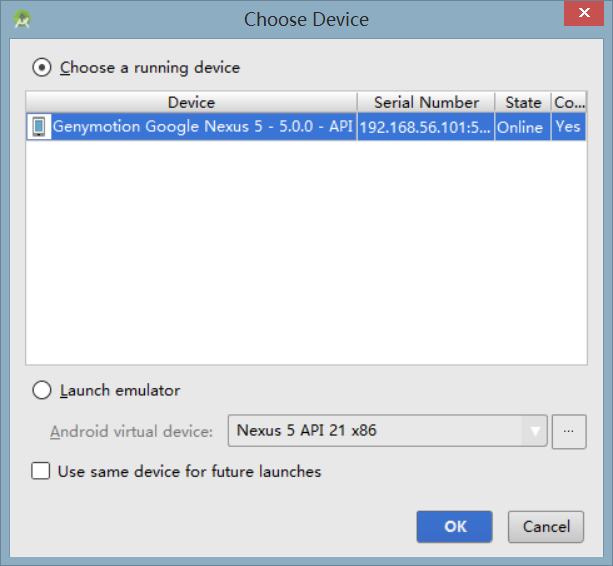 Choose Device
Choose a running device
Device Serial Number State Co...
Genymotion Google Nexus 5 - 5.0.0 - API 192.168.56.101:5... Online Yes
Launch emulator
Android virtual device: Nexus 5 API 21 x86 ...
Use same device for future launches
OK Cancel